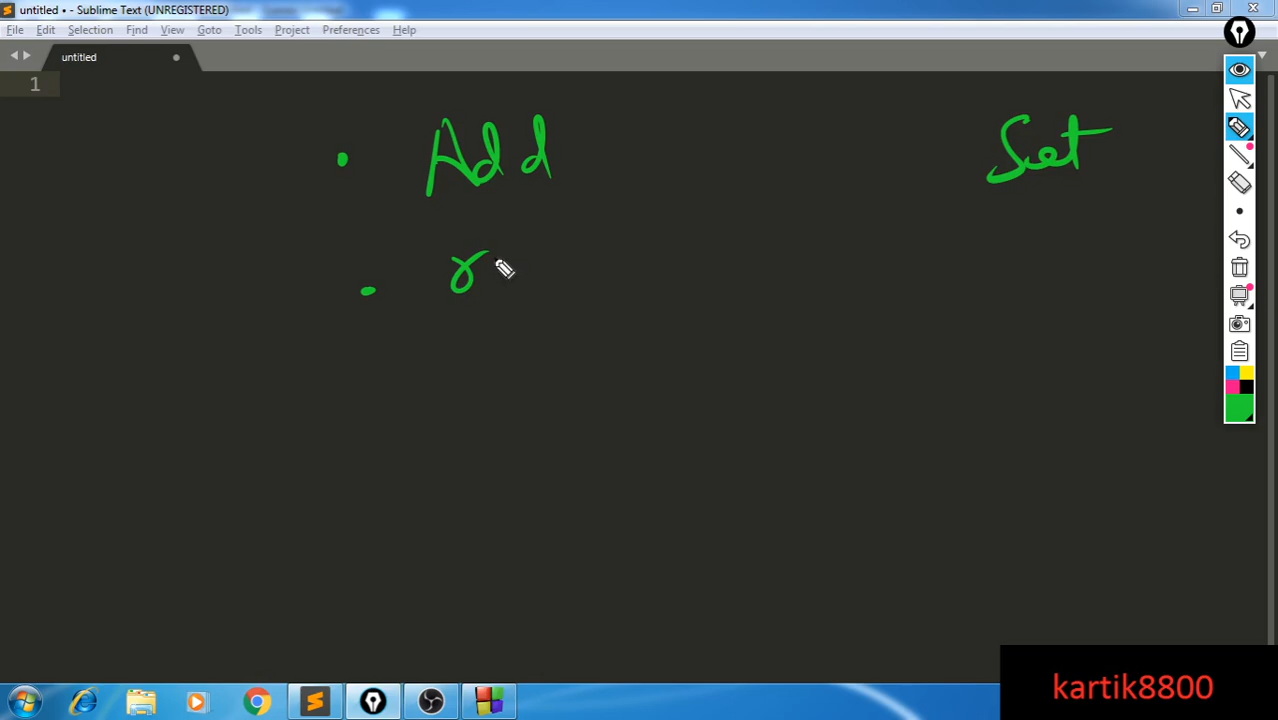 untitled • - Sublime Text (UNREGISTERED)
File Edit Selection Find View Goto Tools Project Preferences Help
untitled
1
• Add Set
• r
kartik8800